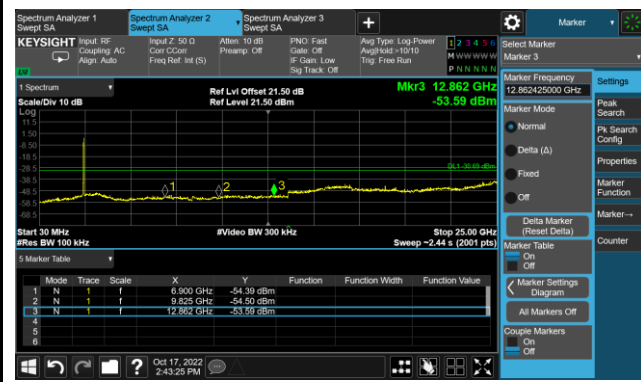 Spectrum Analyzer 1
Swept SA
Spectrum Analyzer 2
Swept SA
Spectrum Analyzer 3
Swept SA
+
Marker
KEYSIGHT
Input: RF
Coupling: AC
Align: Auto
Input Z: 50 Ω
Corr CCorr
Freq Ref: Int (S)
Atten: 10 dB
Preamp: Off
PNO: Fast
Gate: Off
IF Gain: Low
Sig Track: Off
Avg Type: Log-Power
Avg|Hold:>10/10
Trig: Free Run
1 2 3 4 5 6
M W W W W W
P N N N N N
Select Marker
Marker 3
1 Spectrum
Scale/Div 10 dB
Ref Lvl Offset 21.50 dB
Ref Level 21.50 dBm
Mkr3 12.862 GHz
-53.59 dBm
Log
11.5
1.50
-8.50
-18.5
-28.5
-38.5
-48.5
-58.5
-68.5
1
2
3
Start 30 MHz
#Res BW 100 kHz
#Video BW 300 kHz
Stop 25.00 GHz
Sweep ~2.44 s (2001 pts)
5 Marker Table
Mode Trace Scale X Y Function Function Width Function Value
1 N 1 f 6.900 GHz -54.39 dBm
2 N 1 f 9.825 GHz -54.50 dBm
3 N 1 f 12.862 GHz -53.59 dBm
4
5
6
Marker Frequency
12.862425000 GHz
Marker Mode
Normal
Delta (Δ)
Fixed
Off
Delta Marker
(Reset Delta)
Marker Table
On
Off
Marker Settings
Diagram
All Markers Off
Couple Markers
On
Off
Settings
Peak
Search
Pk Search
Config
Properties
Marker
Function
Marker→
Counter
?
Oct 17, 2022
2:43:25 PM